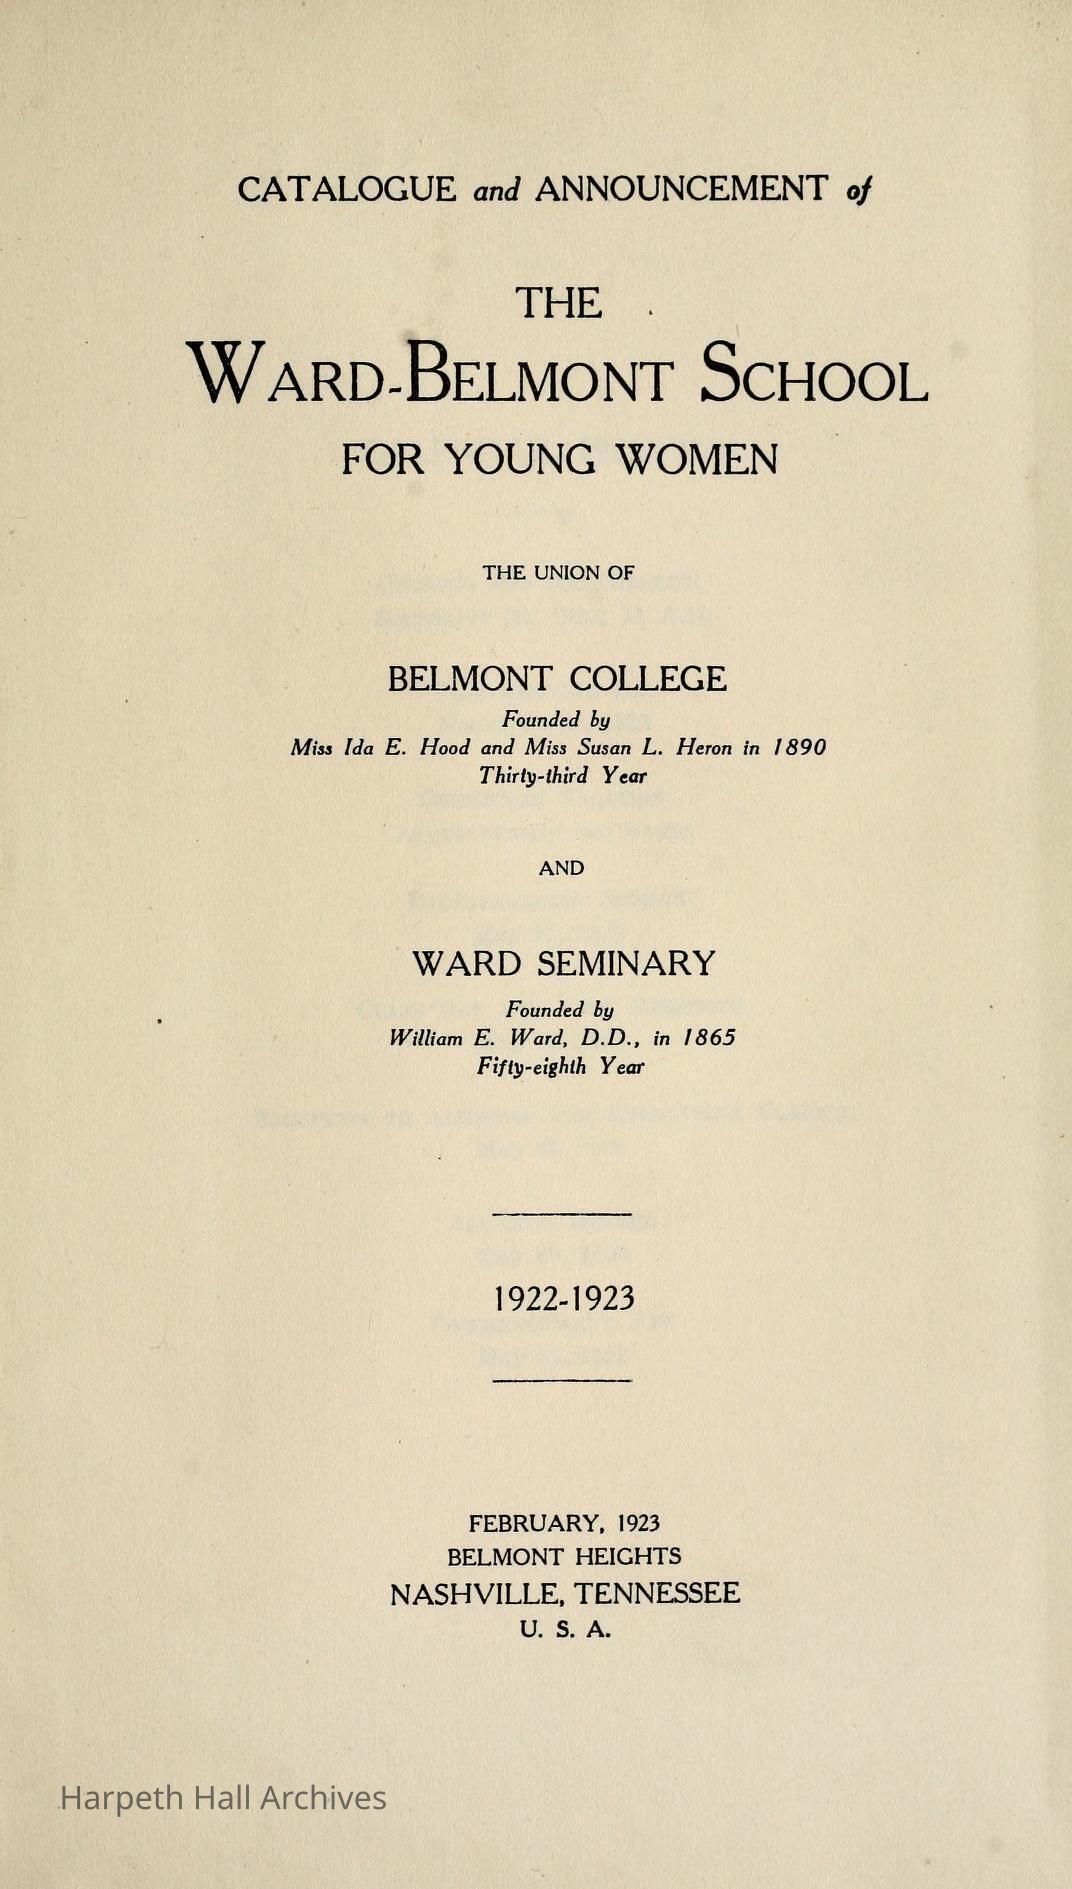 CATALOGUE and ANNOUNCEMENT of
THE
WARD-BELMONT SCHOOL
FOR YOUNG WOMEN
THE UNION OF
BELMONT COLLEGE
Founded by
Miss Ida E. Hood and Miss Susan L. Heron in 1890
Thirty-third Year
AND
WARD SEMINARY
Founded by
William E. Ward, D.D., in 1865
Fifty-eighth Year
1922-1923
FEBRUARY, 1923
BELMONT HEIGHTS
NASHVILLE, TENNESSEE
U. S. A.
Harpeth Hall Archives